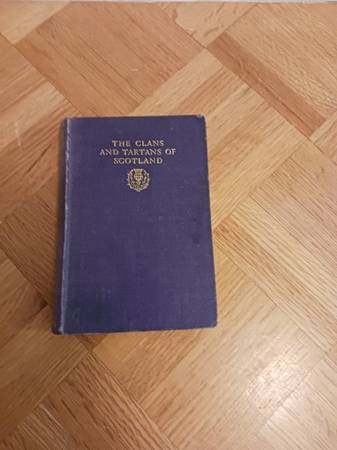 THE CLANS
AND TARTANS OF
SCOTLAND